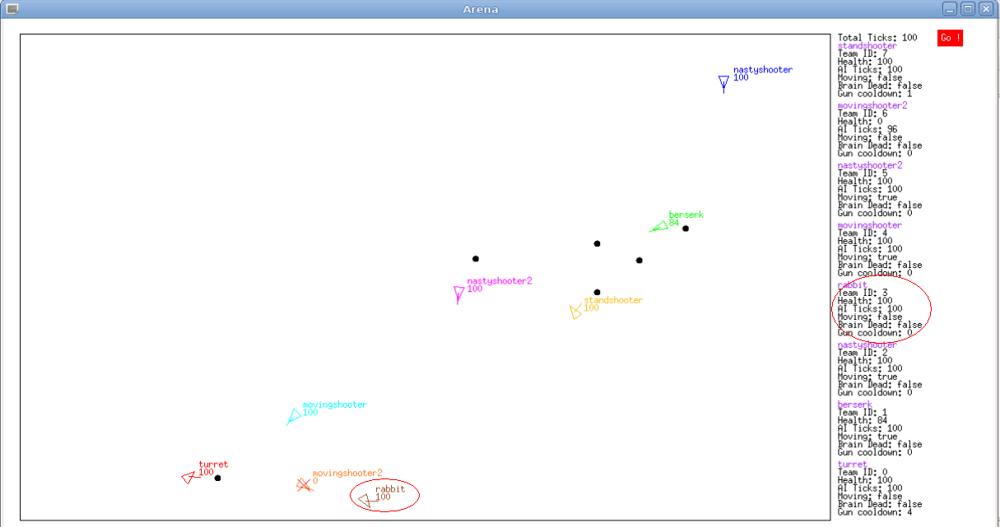 Arena
Total Ticks: 100
Go !
standshooter
Team ID: 7
Health: 100
AI Ticks: 100
Moving: false
Brain Dead: false
Gun cooldown: 1
movingshooter2
Team ID: 6
Health: 0
AI Ticks: 96
Moving: false
Brain Dead: false
Gun cooldown: 0
nastyshooter2
Team ID: 5
Health: 100
AI Ticks: 100
Moving: true
Brain Dead: false
Gun cooldown: 0
movingshooter
Team ID: 4
Health: 100
AI Ticks: 100
Moving: true
Brain Dead: false
Gun cooldown: 0
rabbit
Team ID: 3
Health: 100
AI Ticks: 100
Moving: false
Brain Dead: false
Gun cooldown: 0
nastyshooter
Team ID: 2
Health: 100
AI Ticks: 100
Moving: true
Brain Dead: false
Gun cooldown: 0
berserk
Team ID: 1
Health: 84
AI Ticks: 100
Moving: true
Brain Dead: false
Gun cooldown: 0
turret
Team ID: 0
Health: 100
AI Ticks: 100
Moving: false
Brain Dead: false
Gun cooldown: 4
nastyshooter
100
berserk
84
nastyshooter2
100
standshooter
100
movingshooter
100
turret
100
movingshooter2
0
rabbit
100